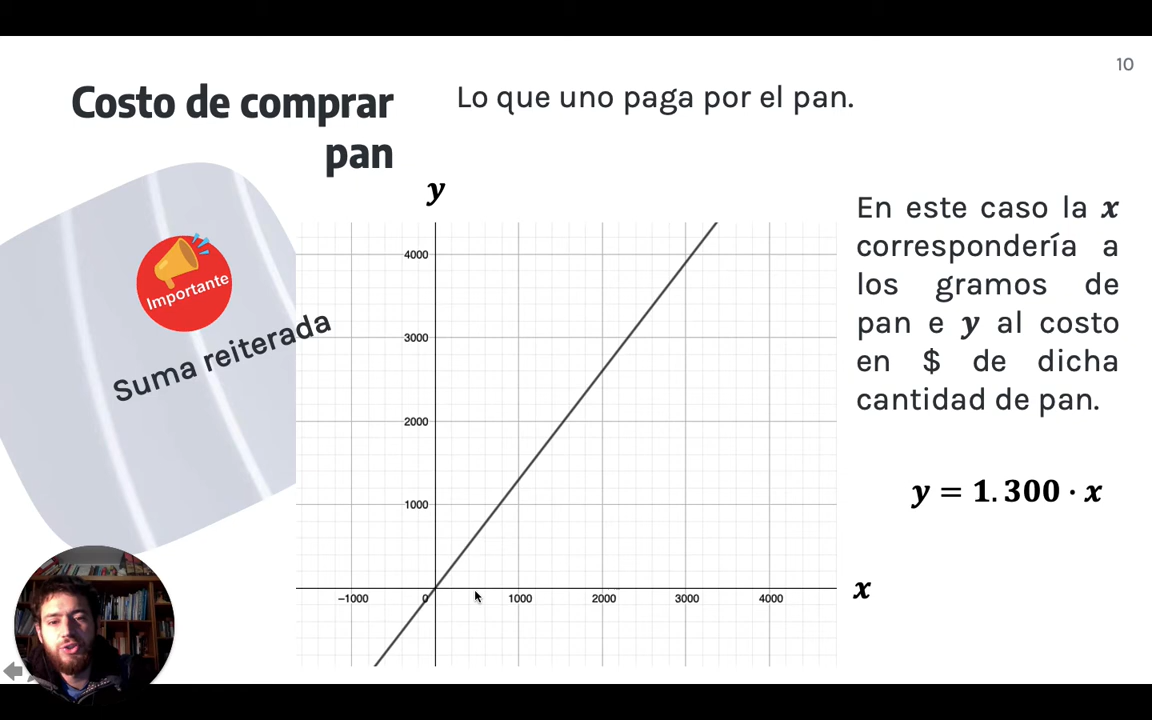 10
Costo de comprar
pan
Lo que uno paga por el pan.
Importante
Suma reiterada
y
4000
3000
2000
1000
−1000
0
1000
2000
3000
4000
x
En este caso la x
correspondería a
los gramos de
pan e y al costo
en $ de dicha
cantidad de pan.
y = 1.300 · x